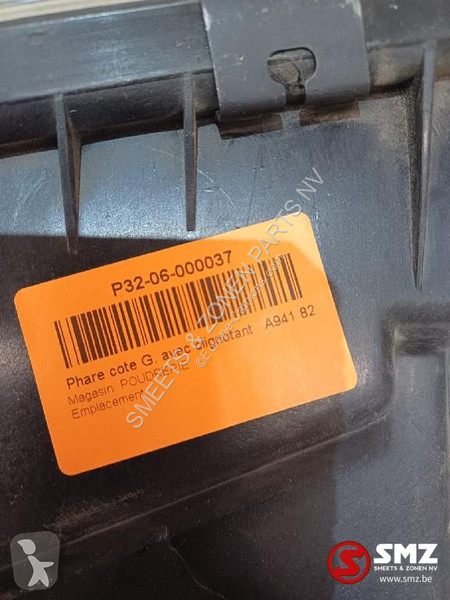 P32-06-000037
Phare cote G. avec clignotant A941 82
Magasin: POUDRERIE
Emplacement:
SMEETS & ZONEN PARTS NV
SMZ
SMEETS & ZONEN NV
www.smz.be